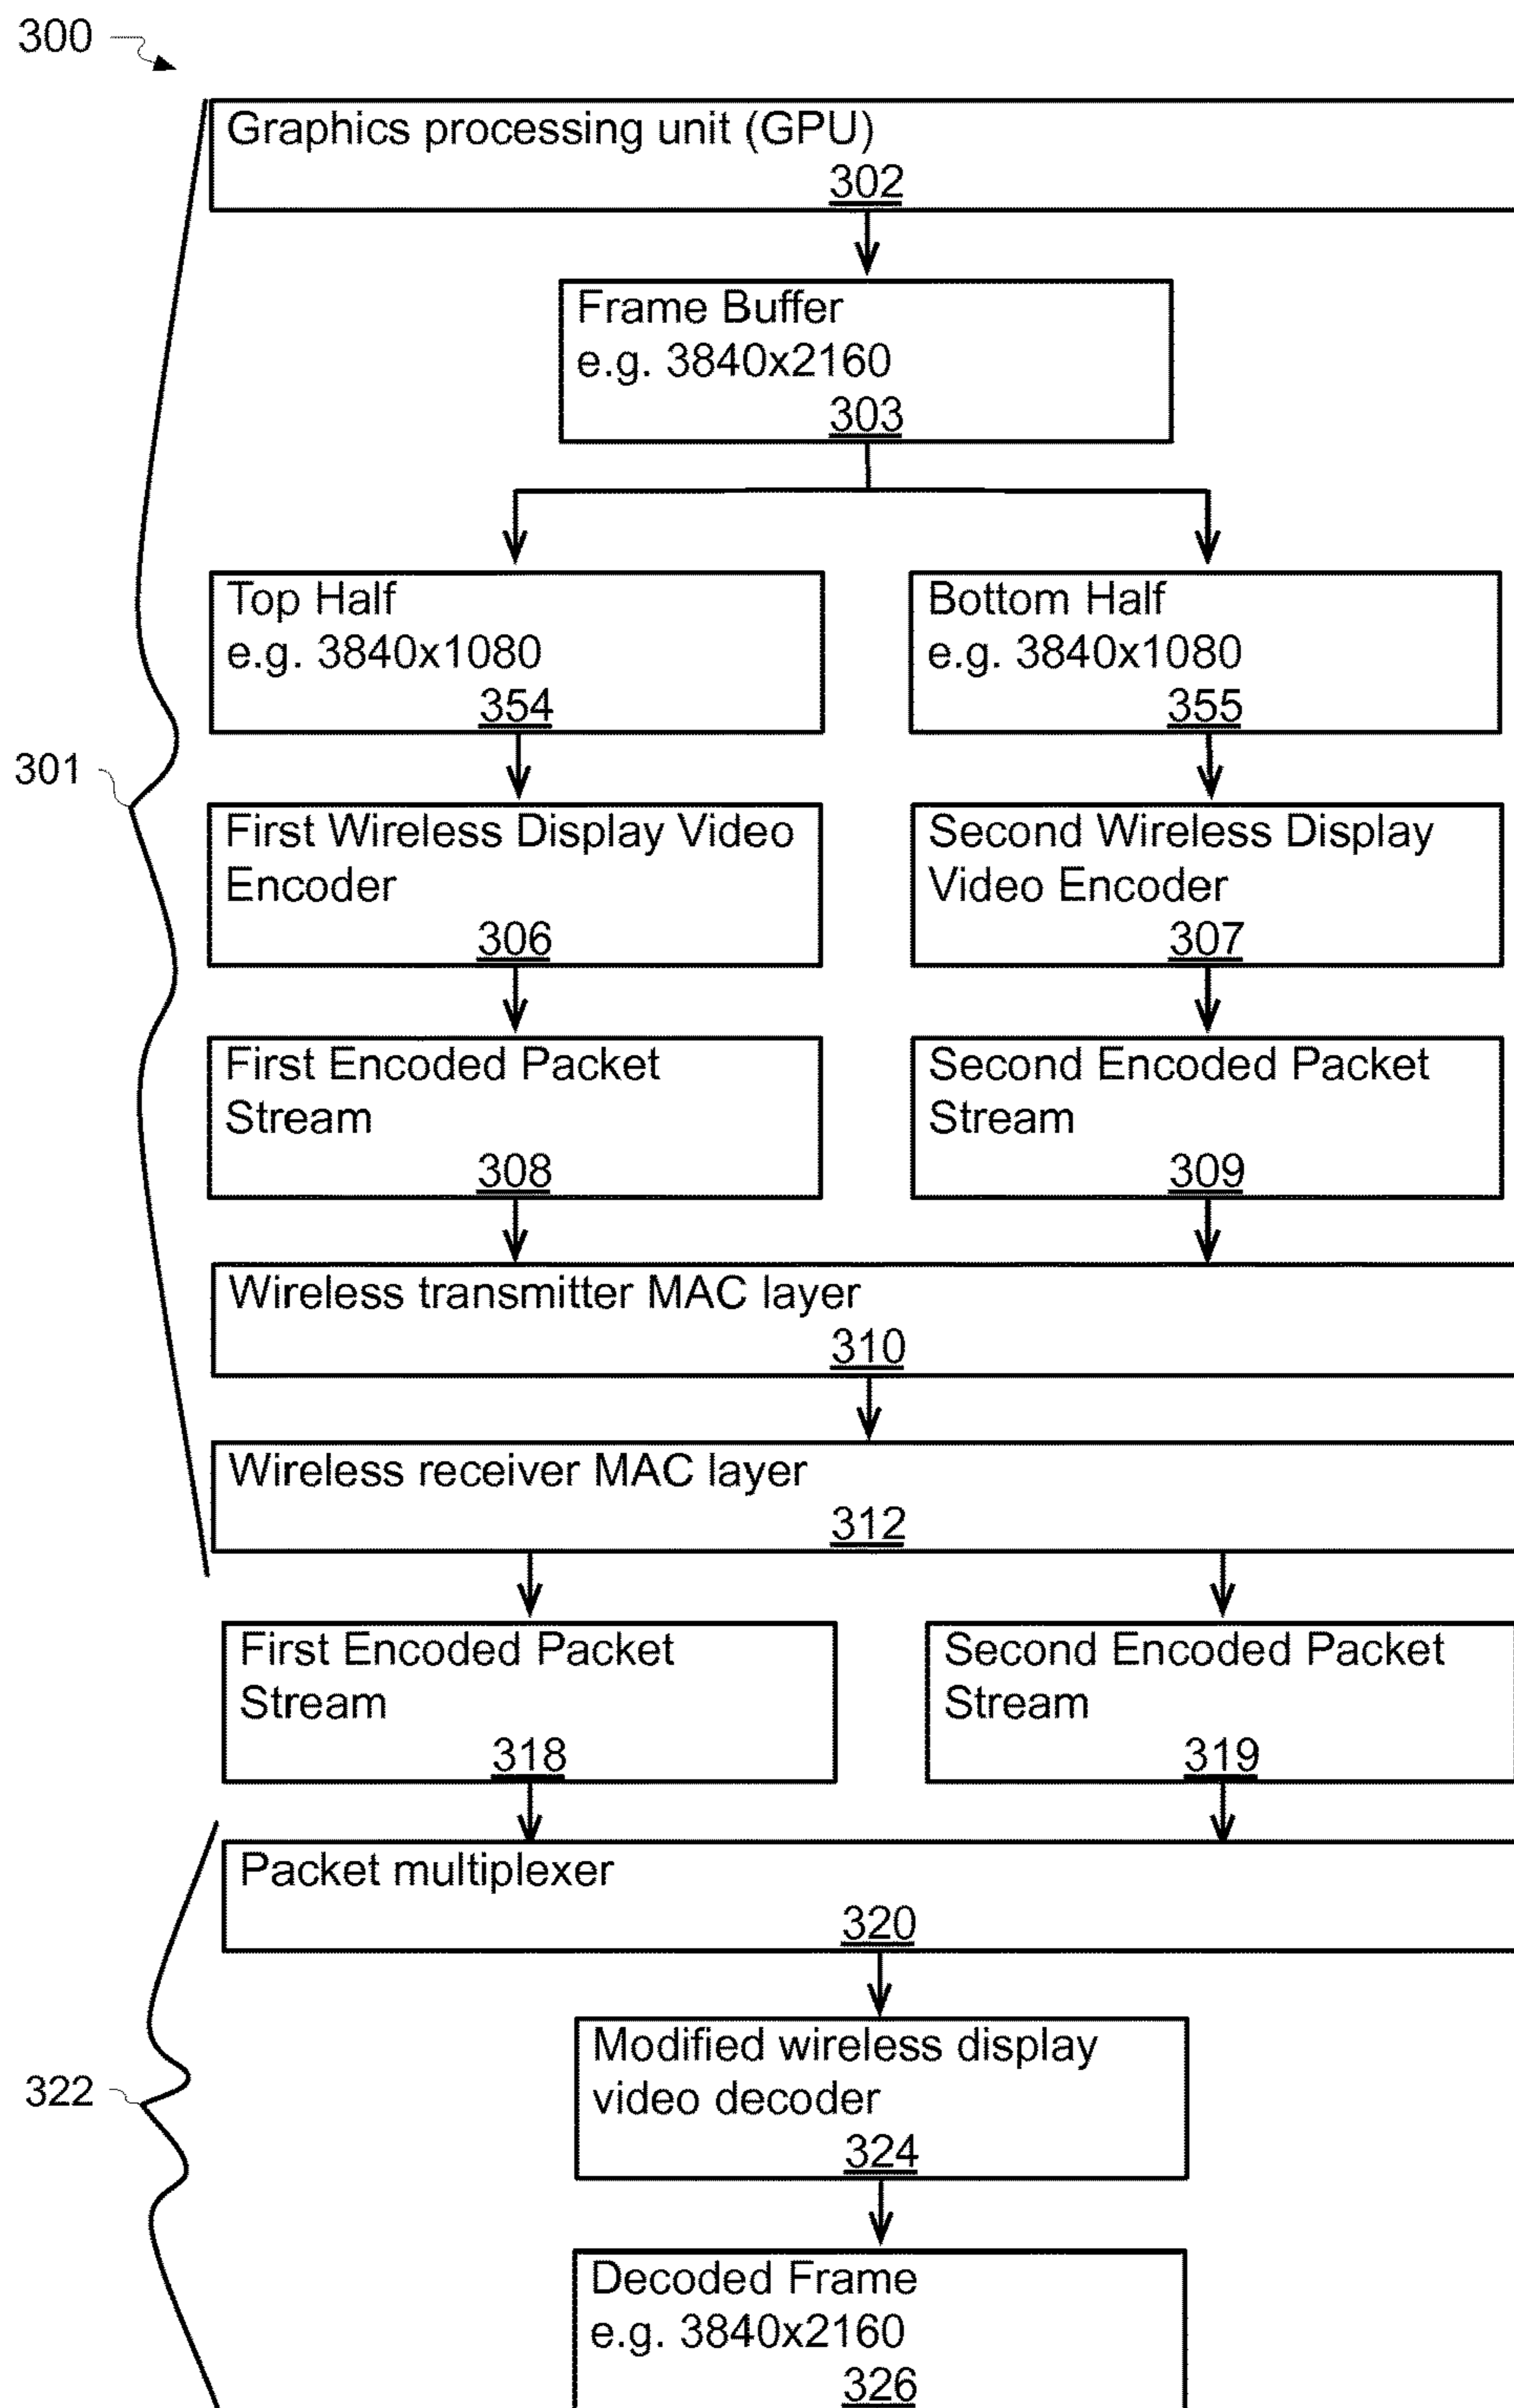 300
Graphics processing unit (GPU)
302
Frame Buffer
e.g. 3840x2160
303
Top Half
e.g. 3840x1080
354
Bottom Half
e.g. 3840x1080
355
301
First Wireless Display Video
Encoder
306
Second Wireless Display
Video Encoder
307
First Encoded Packet
Stream
308
Second Encoded Packet
Stream
309
Wireless transmitter MAC layer
310
Wireless receiver MAC layer
312
First Encoded Packet
Stream
318
Second Encoded Packet
Stream
319
Packet multiplexer
320
322
Modified wireless display
video decoder
324
Decoded Frame
e.g. 3840x2160
326